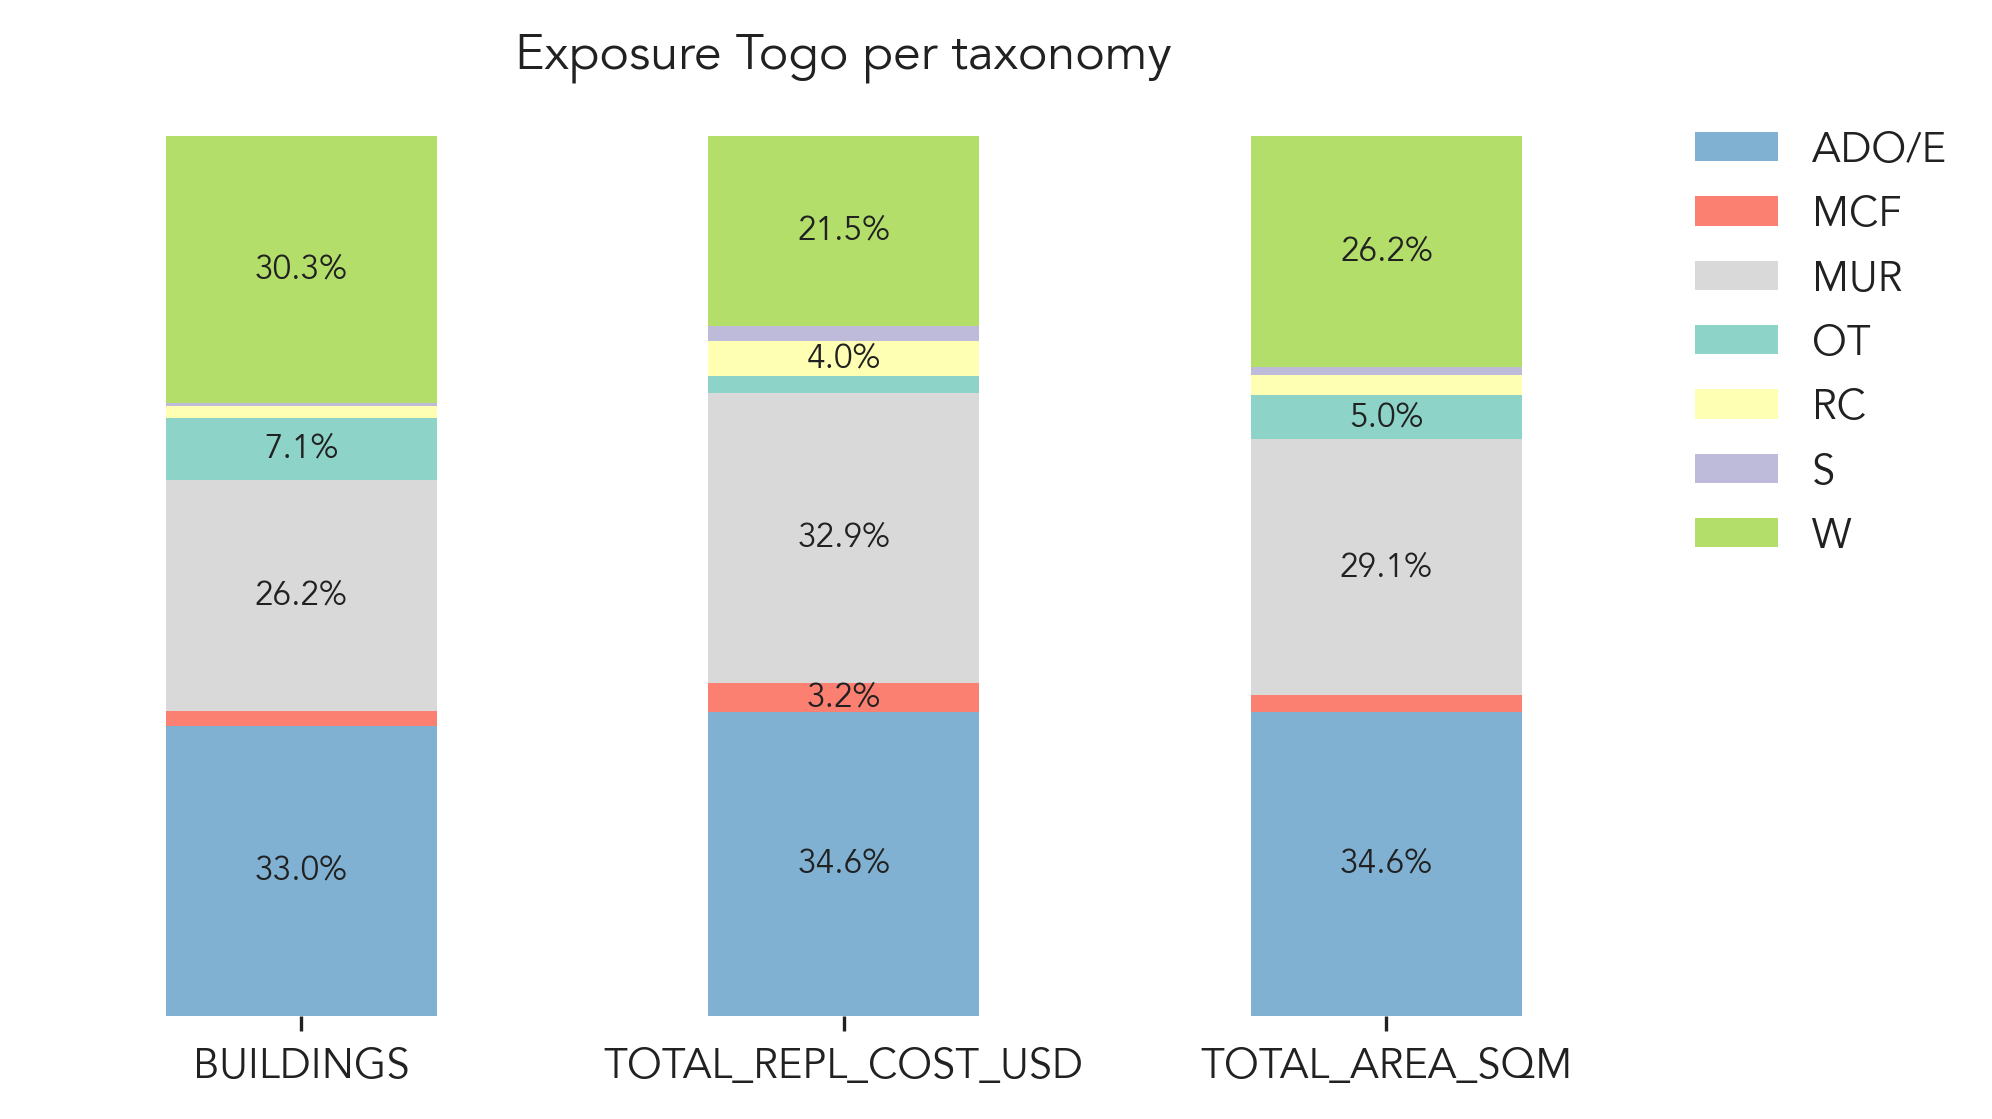 Exposure Togo per taxonomy
30.3%
7.1%
26.2%
33.0%
21.5%
4.0%
32.9%
3.2%
34.6%
26.2%
5.0%
29.1%
34.6%
BUILDINGS
TOTAL_REPL_COST_USD
TOTAL_AREA_SQM
ADO/E
MCF
MUR
OT
RC
S
W